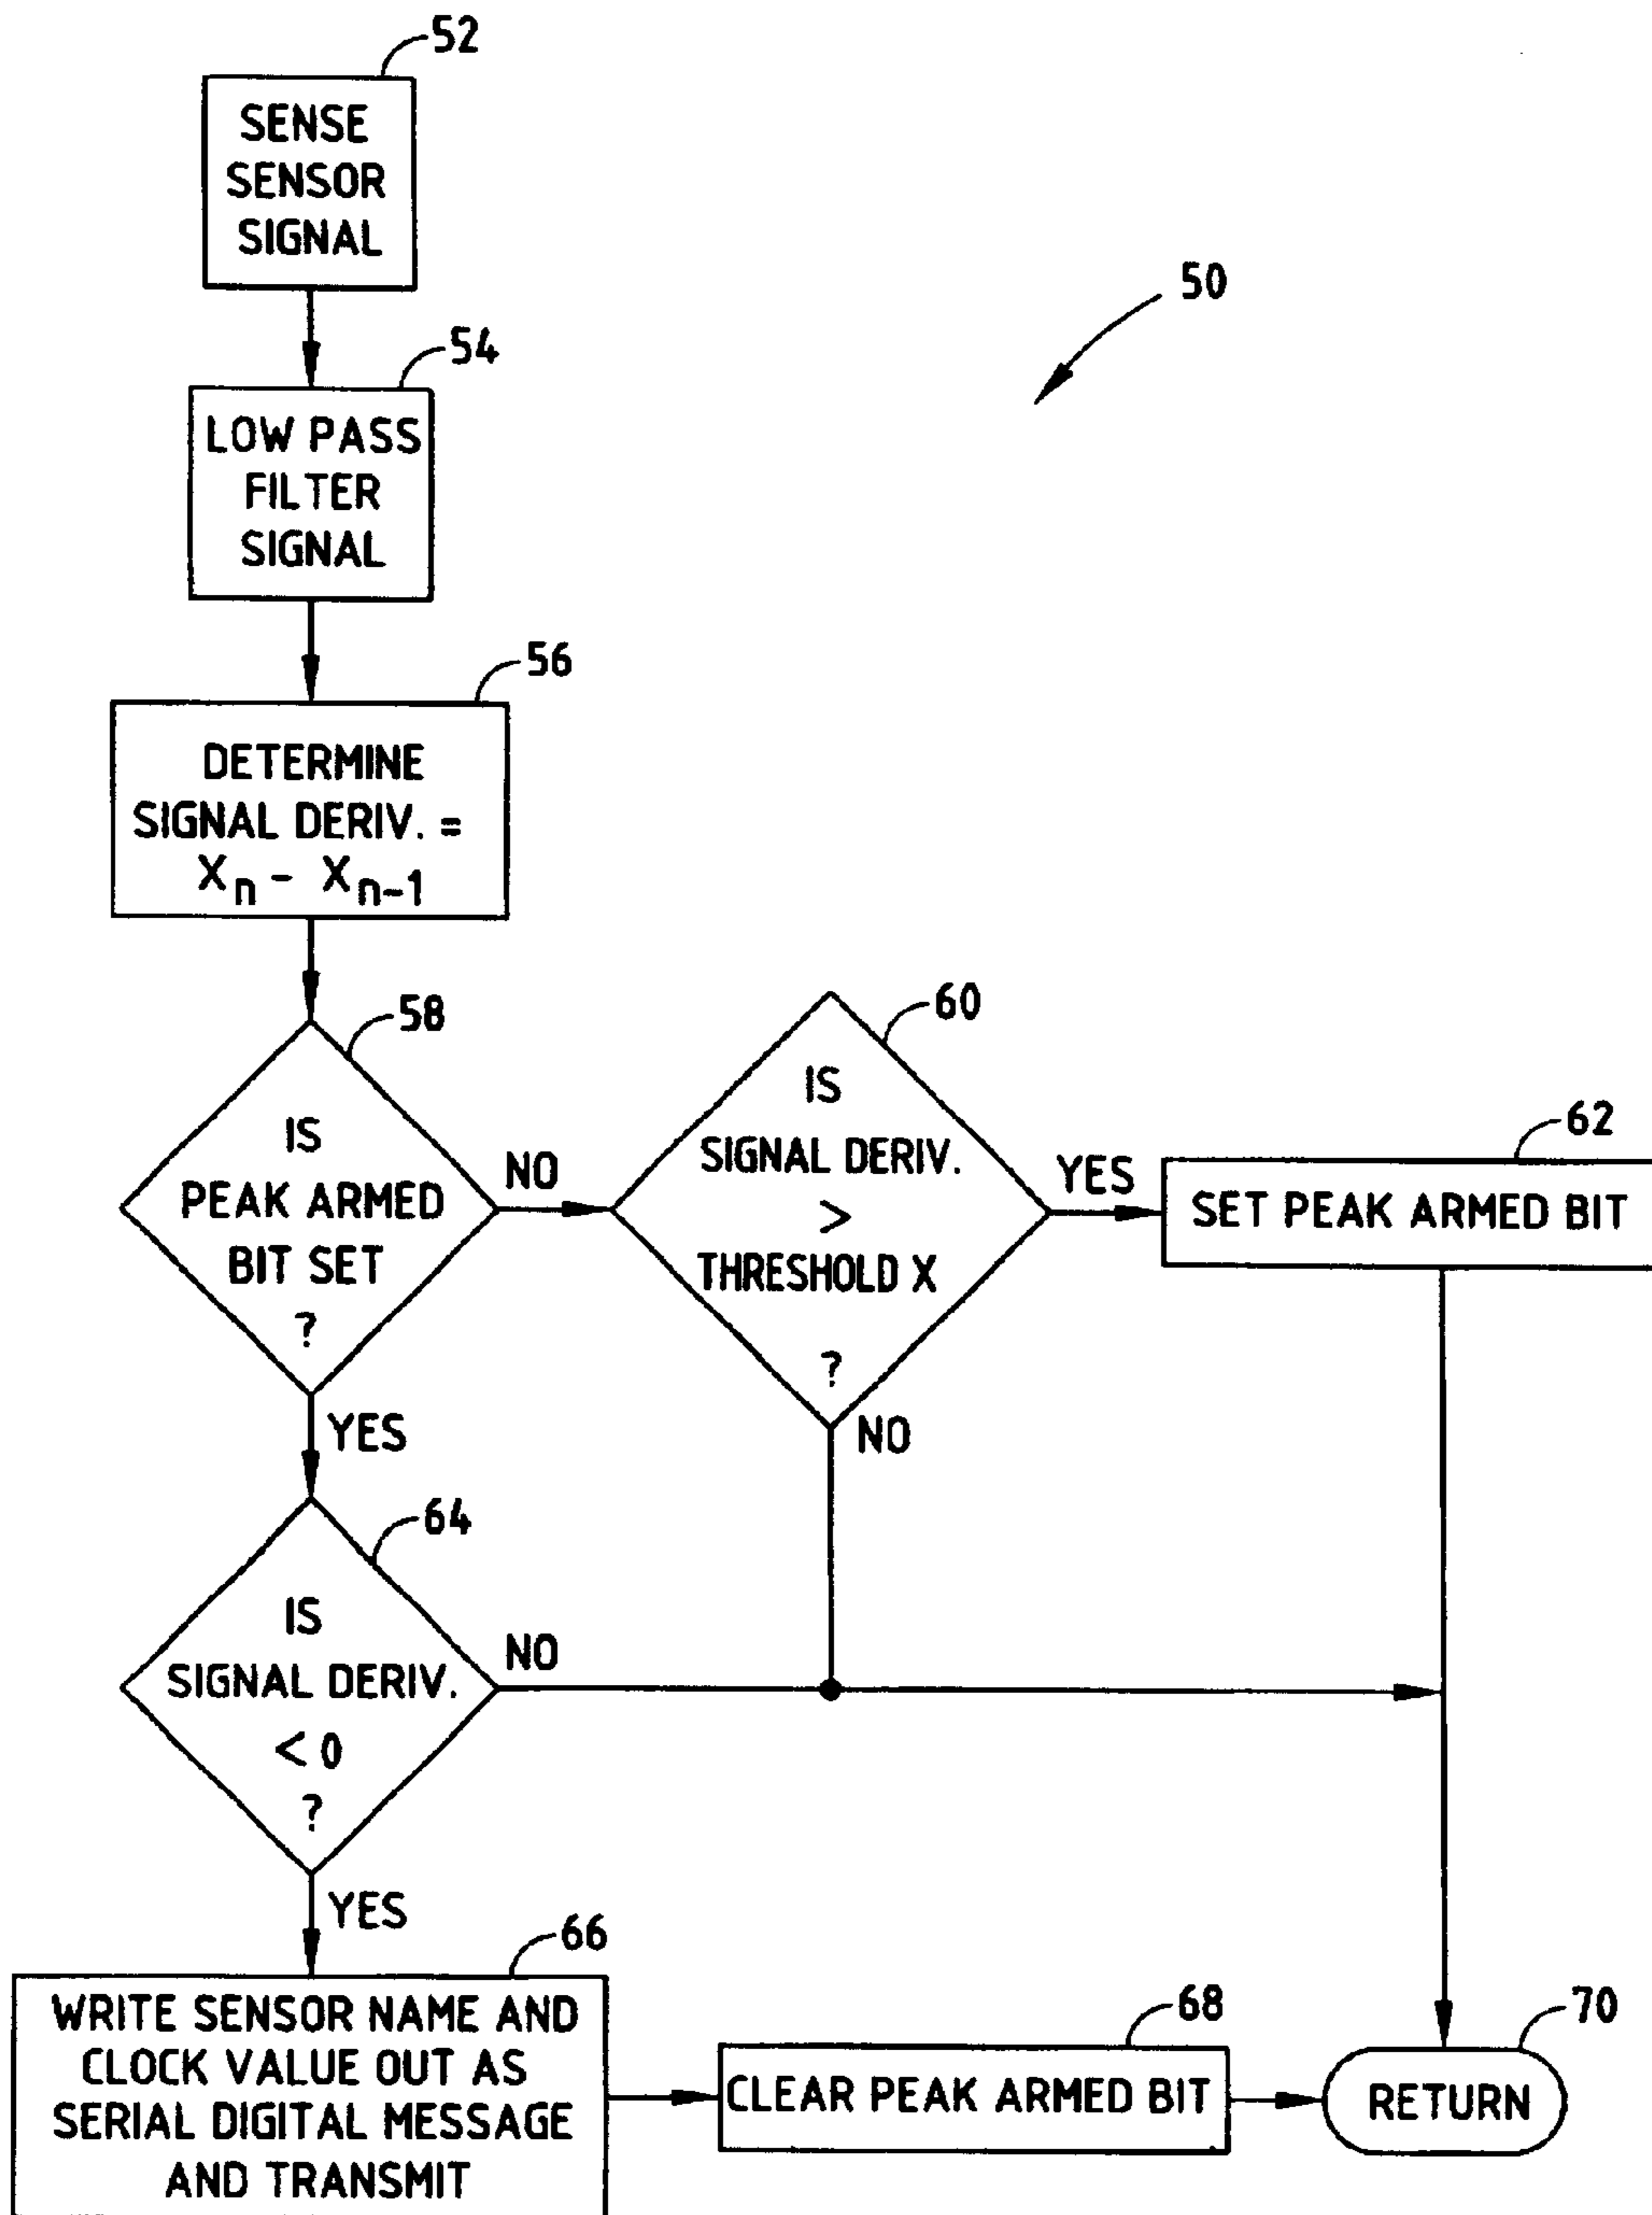 52
SENSE
SENSOR
SIGNAL
50
54
LOW PASS
FILTER
SIGNAL
56
DETERMINE
SIGNAL DERIV. =
Xn - Xn-1
58
IS
PEAK ARMED
BIT SET
?
NO
60
IS
SIGNAL DERIV.
>
THRESHOLD X
?
YES
62
SET PEAK ARMED BIT
YES
NO
64
IS
SIGNAL DERIV.
< 0
?
NO
YES
66
WRITE SENSOR NAME AND
CLOCK VALUE OUT AS
SERIAL DIGITAL MESSAGE
AND TRANSMIT
68
CLEAR PEAK ARMED BIT
70
RETURN